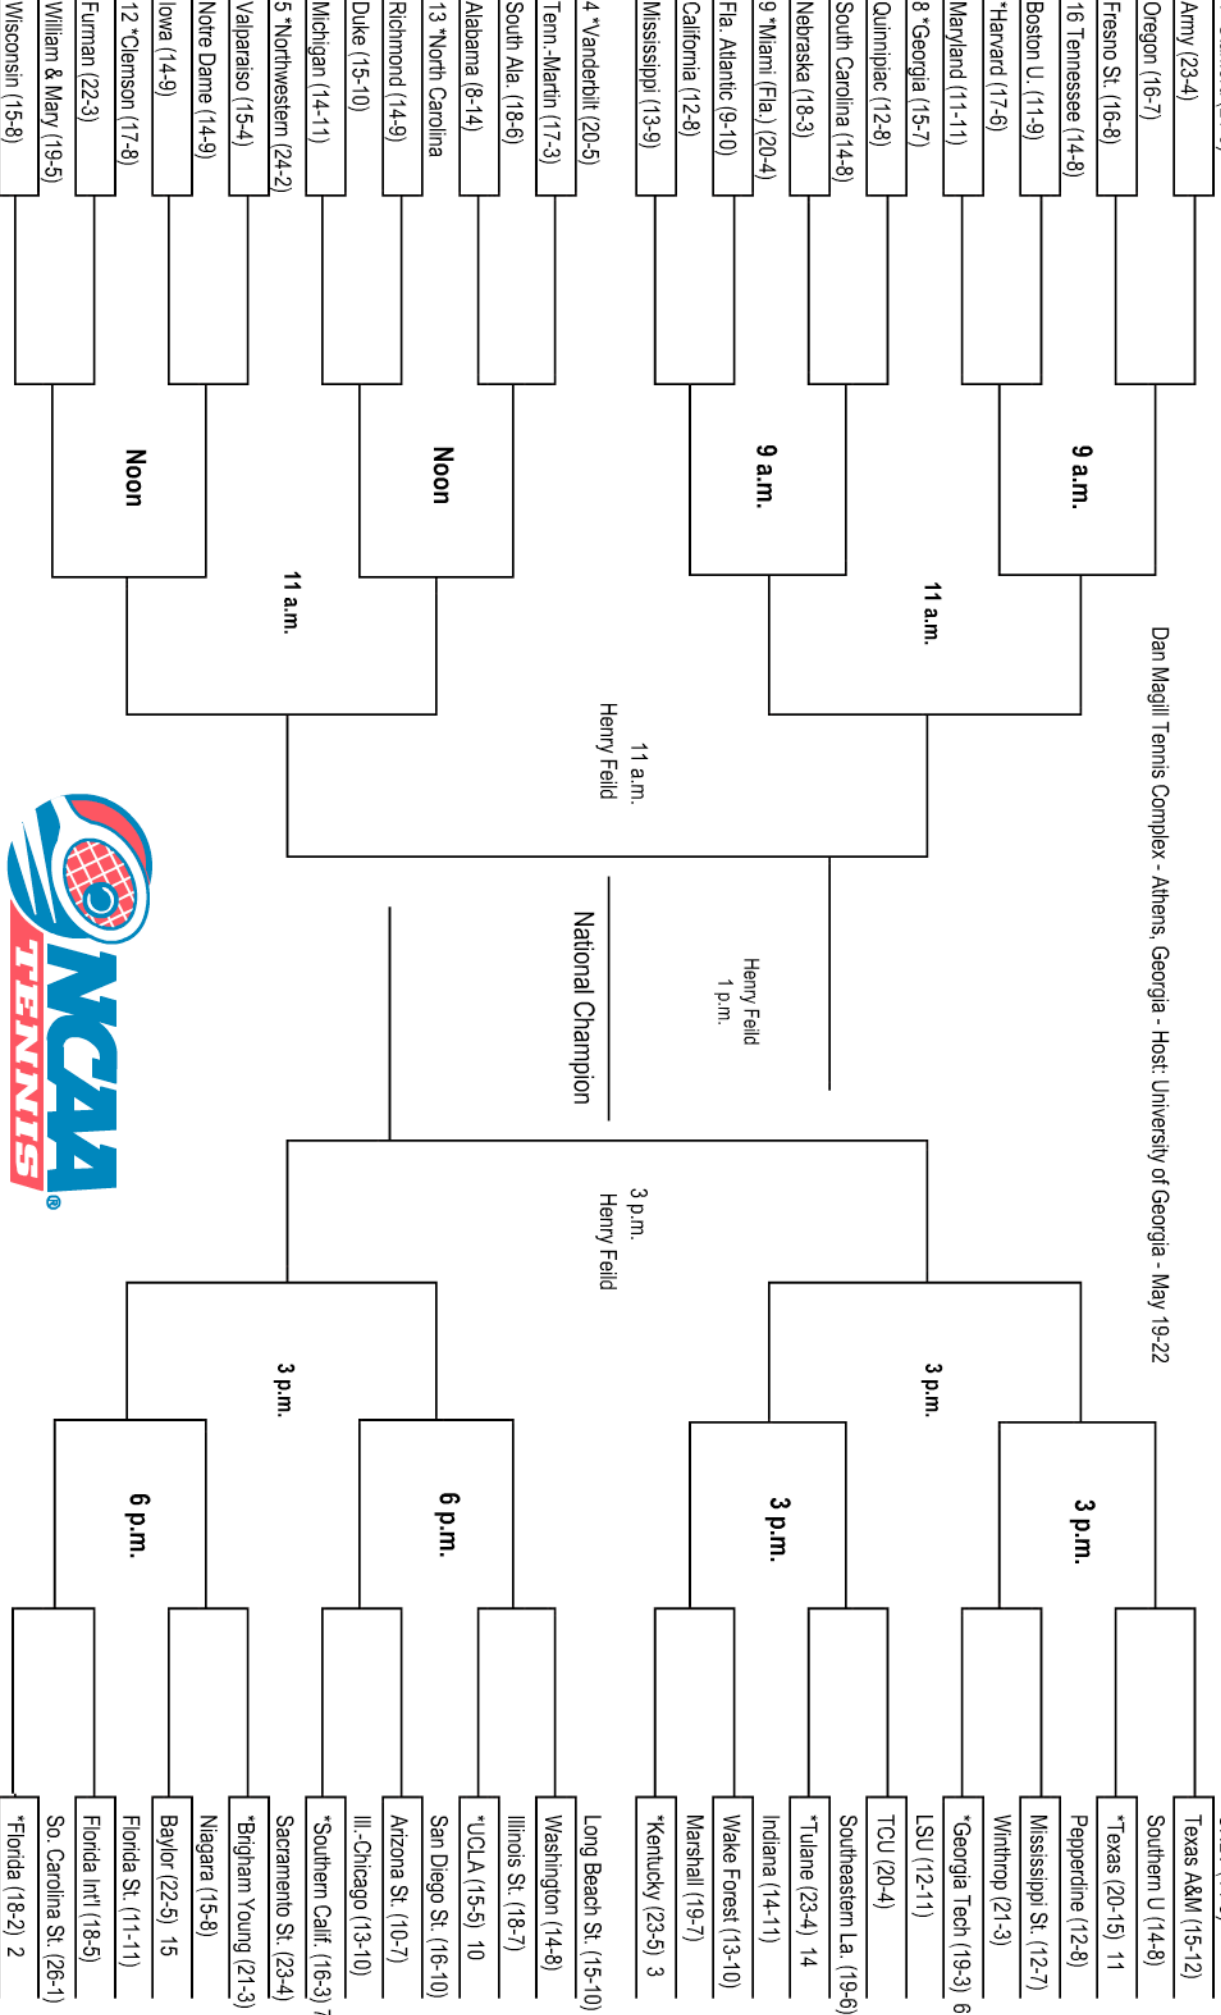 Army (23-4)
Oregon (16-7)
Fresno St. (16-8)
16 Tennessee (14-8)
Boston U. (11-9)
*Harvard (17-6)
Maryland (11-11)
8 *Georgia (15-7)
Quinnipiac (12-8)
South Carolina (14-8)
Nebraska (18-3)
9 *Miami (Fla.) (20-4)
Fla. Atlantic (9-10)
California (12-8)
Mississippi (13-9)
4 *Vanderbilt (20-5)
Tenn.-Martin (17-3)
South Ala. (18-6)
Alabama (8-14)
13 *North Carolina
Richmond (14-9)
Duke (15-10)
Michigan (14-11)
5 *Northwestern (24-2)
Valparaiso (15-4)
Notre Dame (14-9)
Iowa (14-9)
12 *Clemson (17-8)
Furman (22-3)
William & Mary (19-5)
Wisconsin (15-8)
9 a.m.
9 a.m.
Noon
Noon
11 a.m.
11 a.m.
Dan Magill Tennis Complex - Athens, Georgia - Host: University of Georgia - May 19-22
11 a.m.
Henry Feild
Henry Feild
1 p.m.
National Champion
NCAA
TENNIS
®
3 p.m.
Henry Feild
3 p.m.
3 p.m.
3 p.m.
3 p.m.
6 p.m.
6 p.m.
Texas A&M (15-12)
Southern U (14-8)
*Texas (20-15) 11
Pepperdine (12-8)
Mississippi St. (12-7)
Winthrop (21-3)
*Georgia Tech (19-3) 6
LSU (12-11)
TCU (20-4)
Southeastern La. (19-6)
*Tulane (23-4) 14
Indiana (14-11)
Wake Forest (13-10)
Marshall (19-7)
*Kentucky (23-5) 3
Long Beach St. (15-10)
Washington (14-8)
Illinois St. (18-7)
*UCLA (15-5) 10
San Diego St. (16-10)
Arizona St. (10-7)
Ill.-Chicago (13-10)
*Southern Calif. (16-3) 7
Sacramento St. (23-4)
*Brigham Young (21-3)
Niagara (15-8)
Baylor (22-5) 15
Florida St. (11-11)
Florida Int'l (18-5)
So. Carolina St. (26-1)
*Florida (18-2) 2